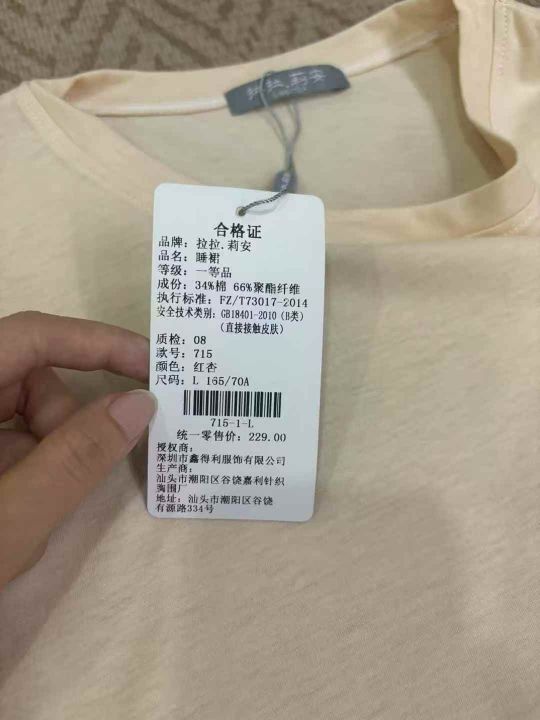 拉拉.莉安
合格证
品牌: 拉拉.莉安
品名: 睡裙
等级: 一等品
成份: 34%棉 66%聚酯纤维
执行标准: FZ/T73017-2014
安全技术类别: GB18401-2010 (B类)
(直接接触皮肤)
质检: 08
款号: 715
颜色: 红杏
尺码: L 165/70A
715-1-L
统一零售价: 229.00
授权商:
深圳市鑫得利服饰有限公司
生产商:
汕头市潮阳区谷饶嘉利针织
胸围厂
地址: 汕头市潮阳区谷饶
有源路334号